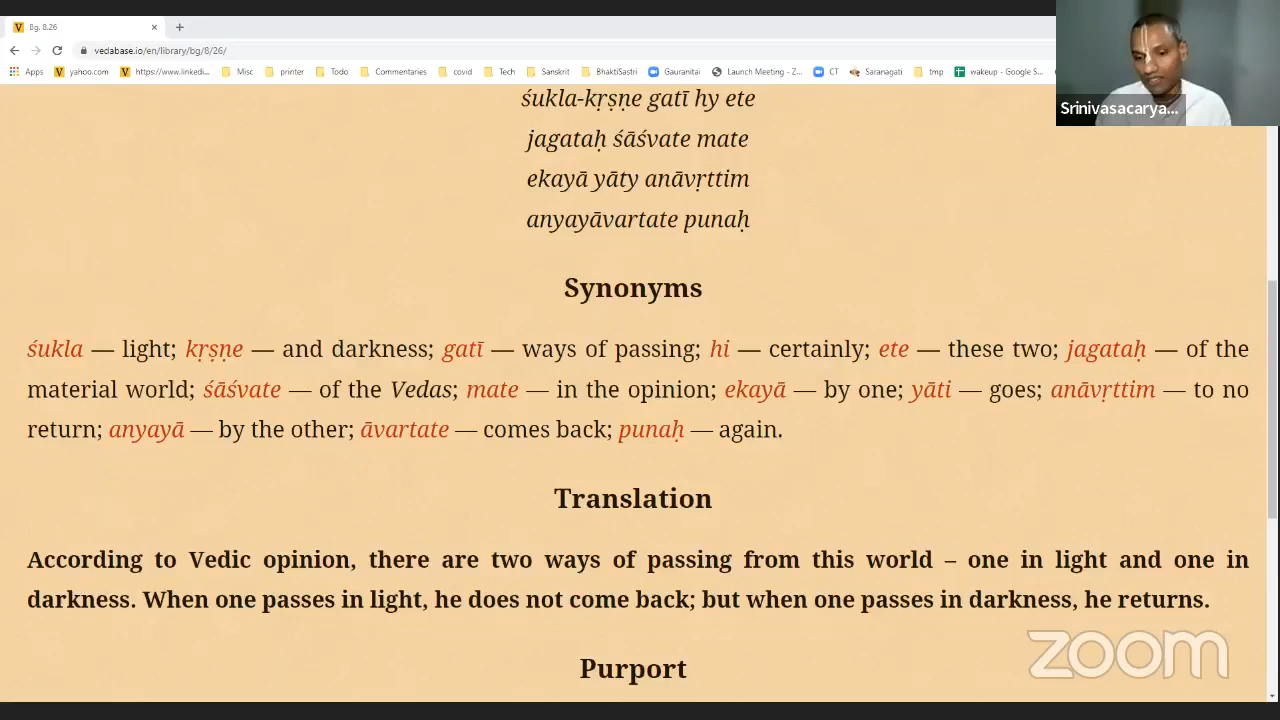 Bg. 8.26
vedabase.io/en/library/bg/8/26/
Apps yahoo.com https://www.linkedi... Misc printer Todo Commentaries covid Tech Sanskrit BhaktiSastri Gauranitai Launch Meeting - Z... CT Saranagati tmp wakeup - Google S...
Srinivasacarya...
śukla-kṛṣṇe gatī hy ete
jagataḥ śāśvate mate
ekayā yāty anāvṛttim
anyayāvartate punaḥ
Synonyms
śukla — light; kṛṣṇe — and darkness; gatī — ways of passing; hi — certainly; ete — these two; jagataḥ — of the
material world; śāśvate — of the Vedas; mate — in the opinion; ekayā — by one; yāti — goes; anāvṛttim — to no
return; anyayā — by the other; āvartate — comes back; punaḥ — again.
Translation
According to Vedic opinion, there are two ways of passing from this world – one in light and one in
darkness. When one passes in light, he does not come back; but when one passes in darkness, he returns.
Purport
zoom